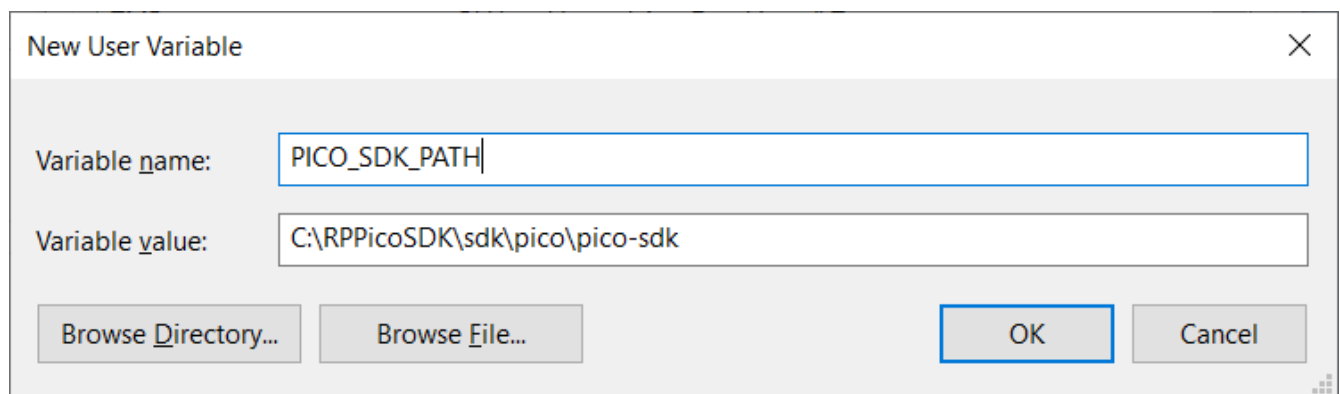 New User Variable
Variable name: PICO_SDK_PATH
Variable value: C:\RPPicoSDK\sdk\pico\pico-sdk
Browse Directory... Browse File... OK Cancel